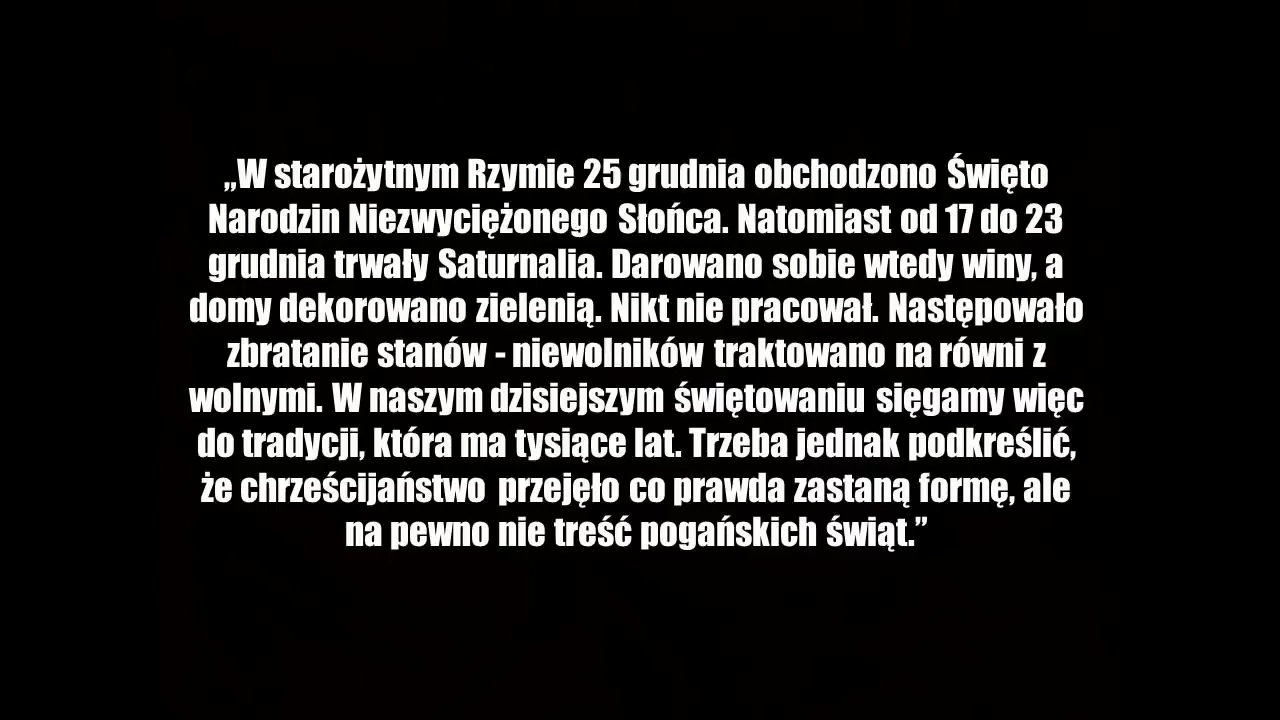 „W starożytnym Rzymie 25 grudnia obchodzono Święto
Narodzin Niezwyciężonego Słońca. Natomiast od 17 do 23
grudnia trwały Saturnalia. Darowano sobie wtedy winy, a
domy dekorowano zielenią. Nikt nie pracował. Następowało
zbratanie stanów - niewolników traktowano na równi z
wolnymi. W naszym dzisiejszym świętowaniu sięgamy więc
do tradycji, która ma tysiące lat. Trzeba jednak podkreślić,
że chrześcijaństwo przejęło co prawda zastaną formę, ale
na pewno nie treść pogańskich świąt.”